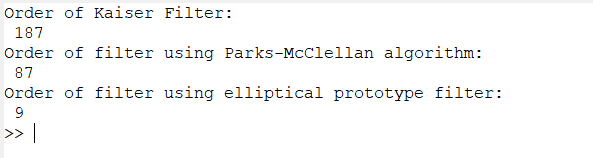 Order of Kaiser Filter:
187
Order of filter using Parks-McClellan algorithm:
87
Order of filter using elliptical prototype filter:
9
>>